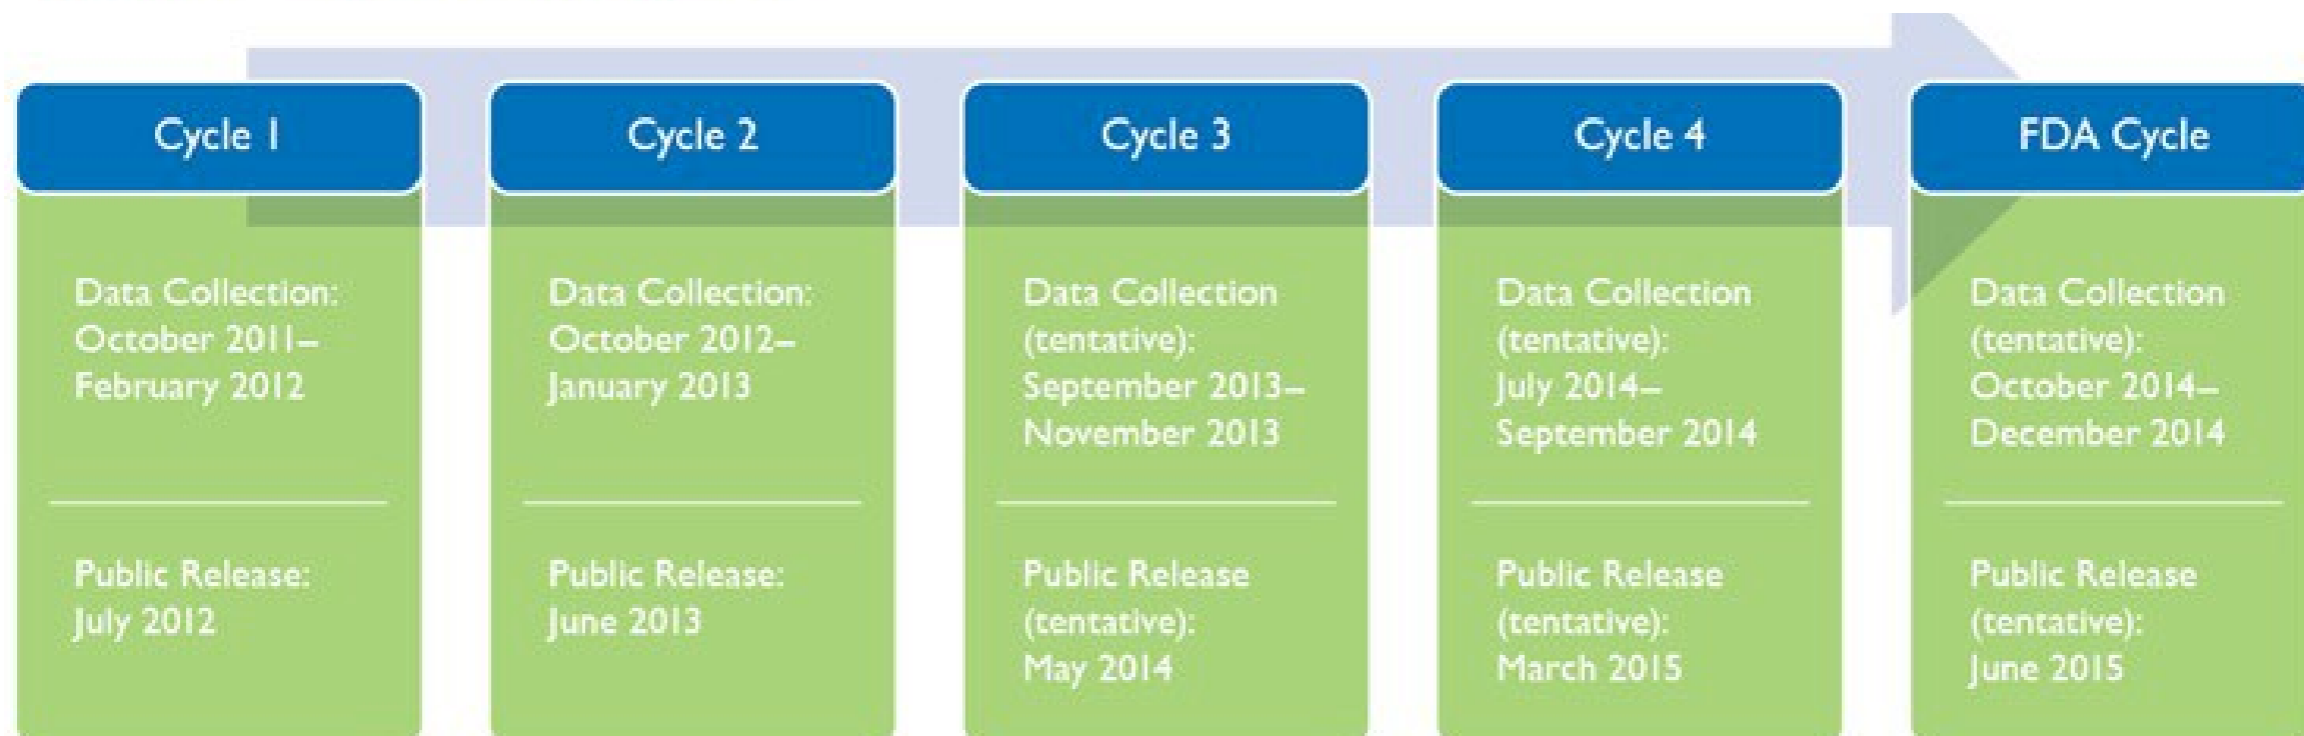 Cycle 1
Data Collection:
October 2011–
February 2012
Public Release:
July 2012
Cycle 2
Data Collection:
October 2012–
January 2013
Public Release:
June 2013
Cycle 3
Data Collection
(tentative):
September 2013–
November 2013
Public Release
(tentative):
May 2014
Cycle 4
Data Collection
(tentative):
July 2014–
September 2014
Public Release
(tentative):
March 2015
FDA Cycle
Data Collection
(tentative):
October 2014–
December 2014
Public Release
(tentative):
June 2015